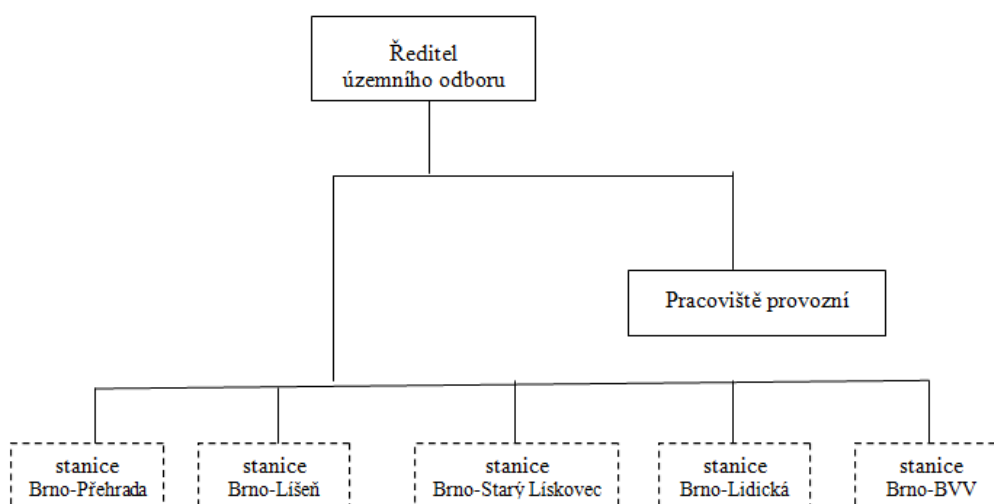 Ředitel
územního odboru
Pracoviště provozní
stanice
Brno-Přehrada
stanice
Brno-Líšeň
stanice
Brno-Starý Lískovec
stanice
Brno-Lidická
stanice
Brno-BVV